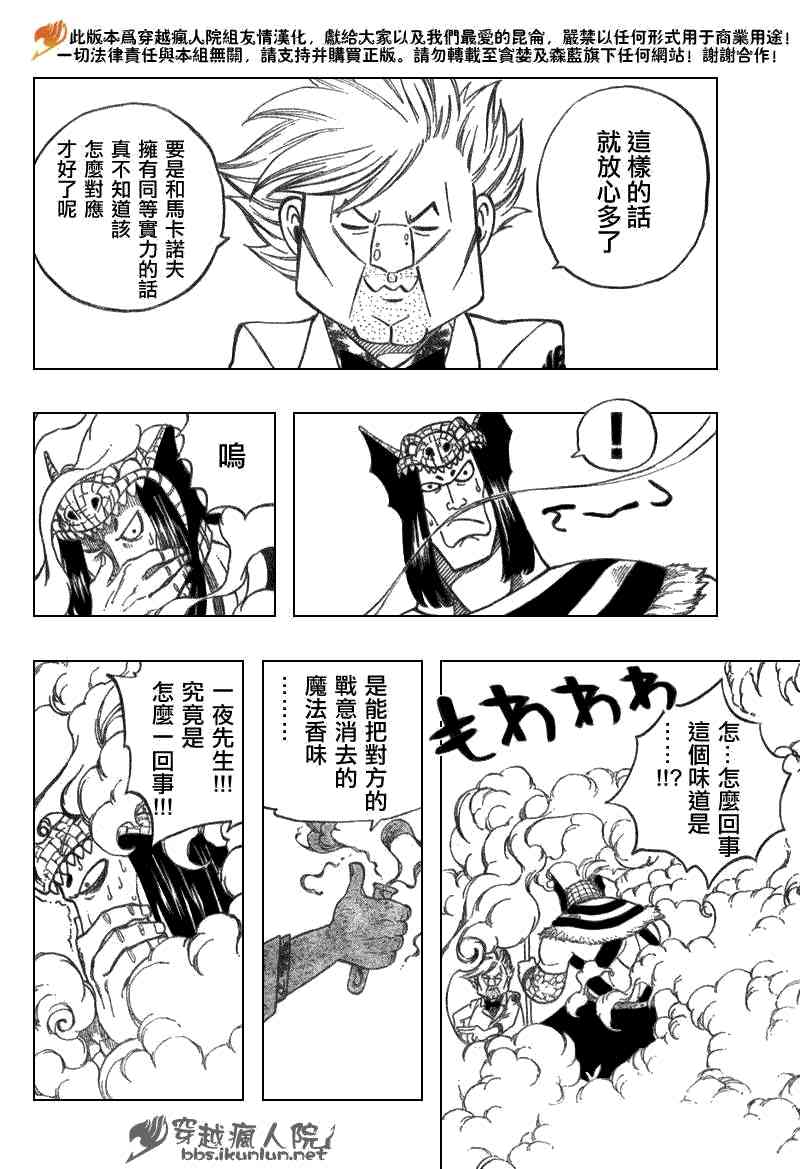 此版本爲穿越瘋人院組友情漢化，獻給大家以及我們最愛的昆侖，嚴禁以任何形式用于商業用途！
一切法律責任與本組無關，請支持并購買正版。請勿轉載至貪婪及森藍旗下任何網站！謝謝合作！
這樣的話
就放心多了
要是和馬卡諾夫
擁有同等實力的話
真不知道該
怎麼對應
才好了呢
！
嗚
もわわわ
怎…怎麼回事
這個味道是
……!!?
是能把對方的
戰意消去的
魔法香味
………
一夜先生!!!
究竟是
怎麼一回事!!!
穿越瘋人院
bbs.ikunlun.net